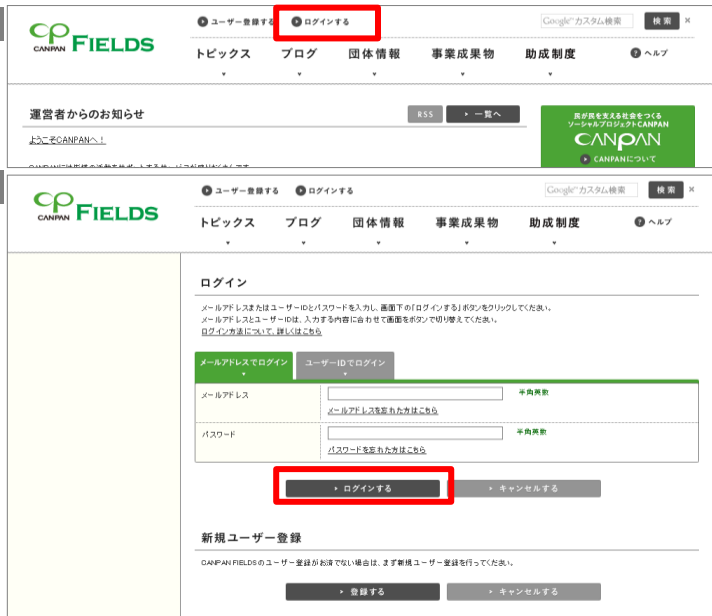 CANPAN FIELDS
ユーザー登録する ログインする
Google™ カスタム検索 検索 ×
トピックス ブログ 団体情報 事業成果物 助成制度 ? ヘルプ
運営者からのお知らせ
RSS 一覧へ
ようこそCANPANへ!
民が民を支える社会をつくる
ソーシャルプロジェクトCANPAN
CANPAN
CANPANについて
CANPAN FIELDS
ユーザー登録する ログインする
Google™ カスタム検索 検索 ×
トピックス ブログ 団体情報 事業成果物 助成制度 ? ヘルプ
ログイン
メールアドレスまたはユーザーIDとパスワードを入力し、画面下の「ログインする」ボタンをクリックしてください。
メールアドレスとユーザーIDは、入力する内容に合わせて画面をボタンで切り替えてください。
ログイン方法について、詳しくはこちら
メールアドレスでログイン ユーザーIDでログイン
メールアドレス 半角英数
メールアドレスを忘れた方はこちら
パスワード 半角英数
パスワードを忘れた方はこちら
ログインする キャンセルする
新規ユーザー登録
CANPAN FIELDSのユーザー登録がお済でない場合は、まず新規ユーザー登録を行ってください。
登録する キャンセルする